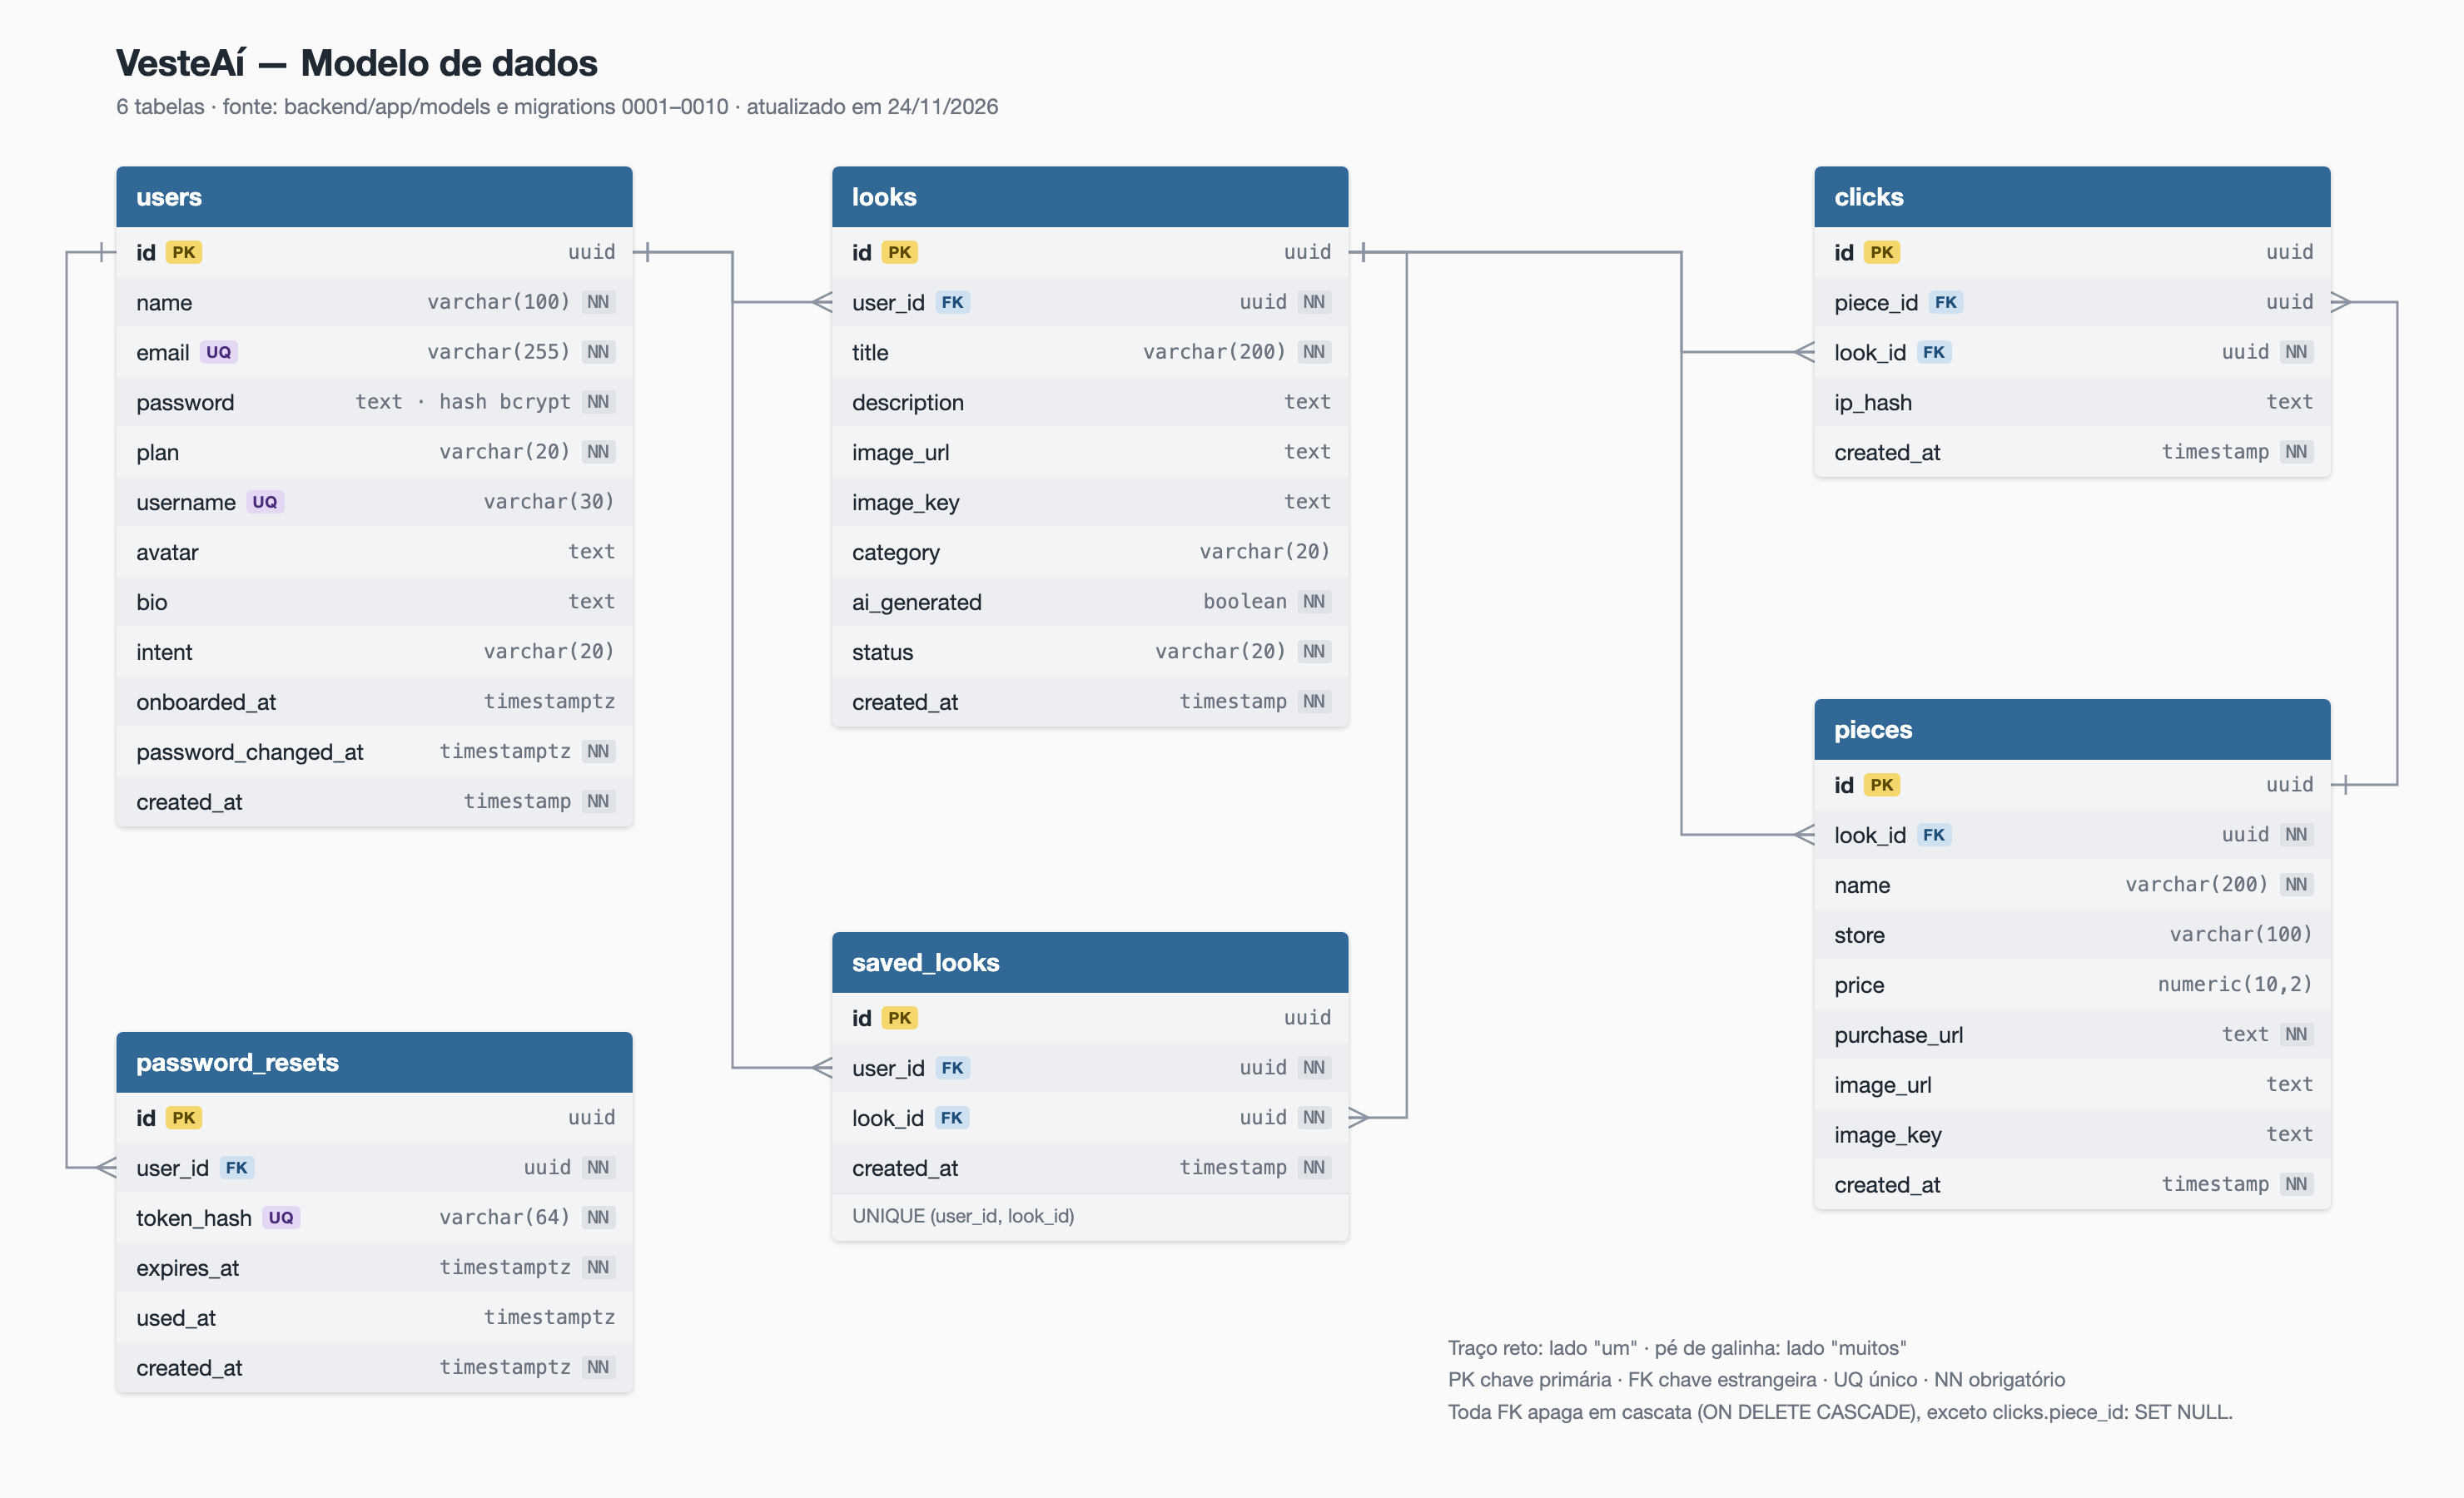 VesteAí — Modelo de dados
6 tabelas · fonte: backend/app/models e migrations 0001–0010 · atualizado em 24/11/2026
users
id PK uuid
name varchar(100) NN
email UQ varchar(255) NN
password text · hash bcrypt NN
plan varchar(20) NN
username UQ varchar(30)
avatar text
bio text
intent varchar(20)
onboarded_at timestamptz
password_changed_at timestamptz NN
created_at timestamp NN
password_resets
id PK uuid
user_id FK uuid NN
token_hash UQ varchar(64) NN
expires_at timestamptz NN
used_at timestamptz
created_at timestamptz NN
looks
id PK uuid
user_id FK uuid NN
title varchar(200) NN
description text
image_url text
image_key text
category varchar(20)
ai_generated boolean NN
status varchar(20) NN
created_at timestamp NN
saved_looks
id PK uuid
user_id FK uuid NN
look_id FK uuid NN
created_at timestamp NN
UNIQUE (user_id, look_id)
clicks
id PK uuid
piece_id FK uuid
look_id FK uuid NN
ip_hash text
created_at timestamp NN
pieces
id PK uuid
look_id FK uuid NN
name varchar(200) NN
store varchar(100)
price numeric(10,2)
purchase_url text NN
image_url text
image_key text
created_at timestamp NN
Traço reto: lado "um" · pé de galinha: lado "muitos"
PK chave primária · FK chave estrangeira · UQ único · NN obrigatório
Toda FK apaga em cascata (ON DELETE CASCADE), exceto clicks.piece_id: SET NULL.